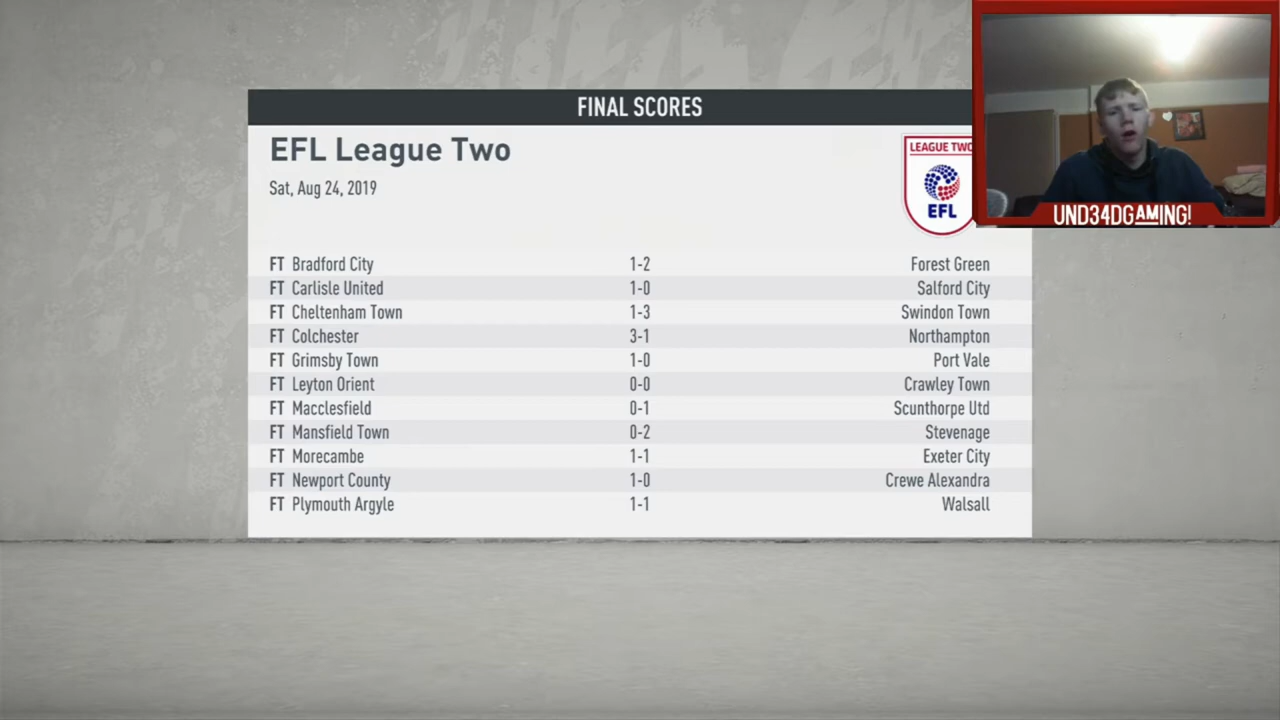 FINAL SCORES
EFL League Two
Sat, Aug 24, 2019
LEAGUE TWO
EFL
UND34DGAMING!
FT Bradford City 1-2 Forest Green
FT Carlisle United 1-0 Salford City
FT Cheltenham Town 1-3 Swindon Town
FT Colchester 3-1 Northampton
FT Grimsby Town 1-0 Port Vale
FT Leyton Orient 0-0 Crawley Town
FT Macclesfield 0-1 Scunthorpe Utd
FT Mansfield Town 0-2 Stevenage
FT Morecambe 1-1 Exeter City
FT Newport County 1-0 Crewe Alexandra
FT Plymouth Argyle 1-1 Walsall